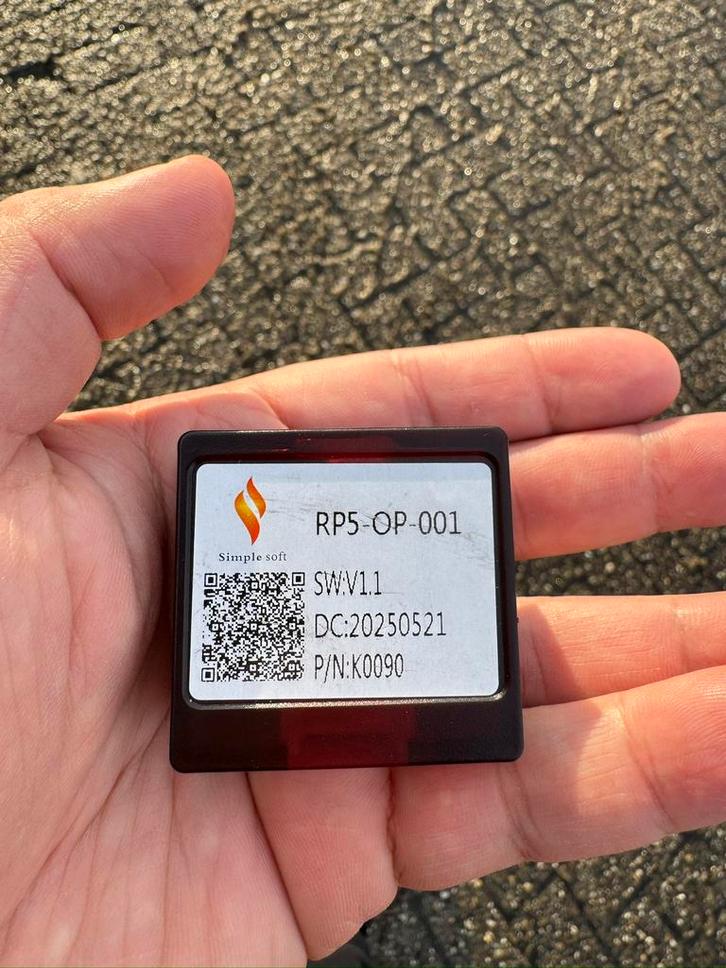 RP5-OP-001
Simple soft
SW:V1.1
DC:20250521
P/N:K0090